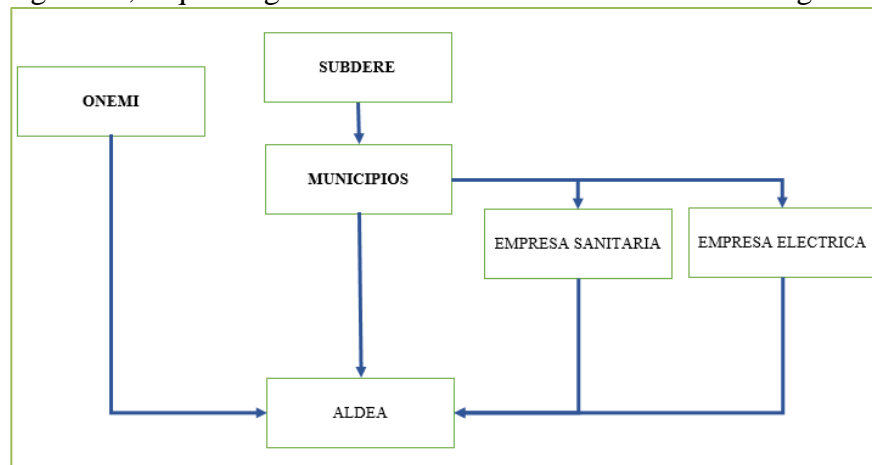 SUBDERE
ONEMI
MUNICIPIOS
EMPRESA SANITARIA
EMPRESA ELECTRICA
ALDEA